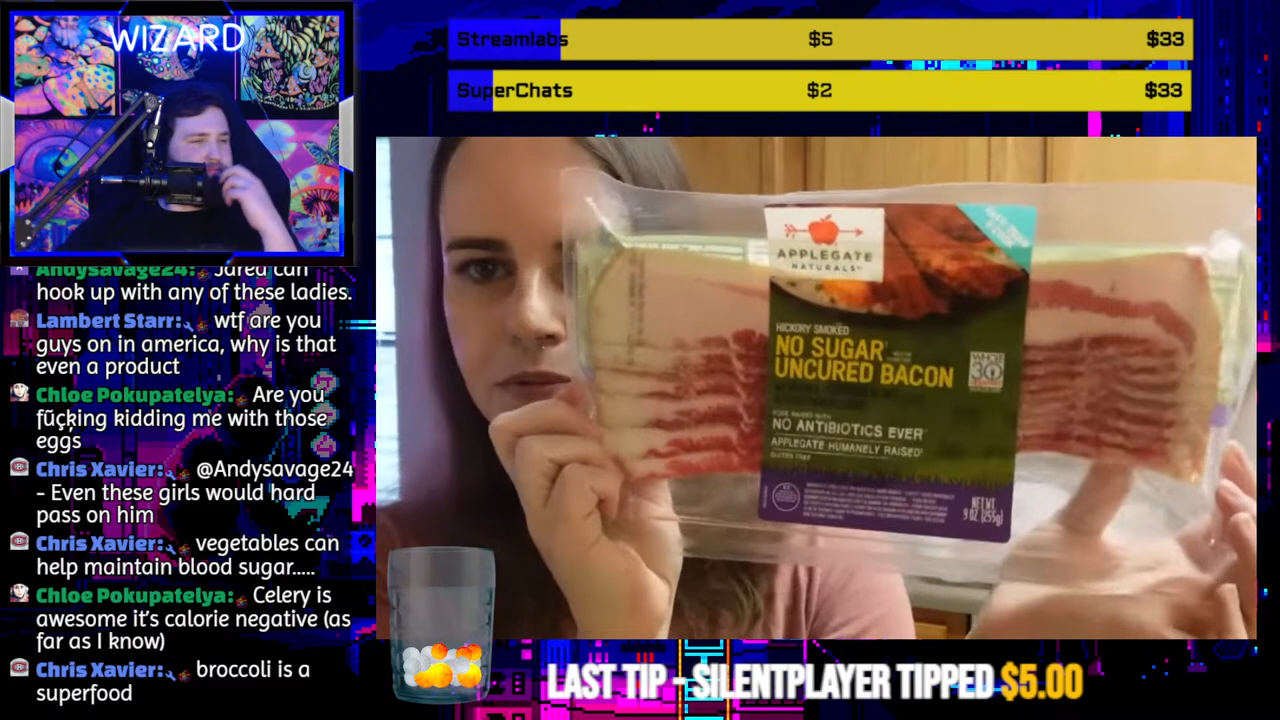 WIZARD
Streamlabs $5 $33
SuperChats $2 $33
Andysavage24: Jared can
hook up with any of these ladies.
Lambert Starr: wtf are you
guys on in america, why is that
even a product
Chloe Pokupatelya: Are you
fūçking kidding me with those
eggs
Chris Xavier: @Andysavage24
- Even these girls would hard
pass on him
Chris Xavier: vegetables can
help maintain blood sugar.....
Chloe Pokupatelya: Celery is
awesome it's calorie negative (as
far as I know)
Chris Xavier: broccoli is a
superfood
APPLEGATE
NATURALS
HICKORY SMOKED
NO SUGAR
UNCURED BACON
WHOLE
30
PORK RAISED WITH
NO ANTIBIOTICS EVER
APPLEGATE HUMANELY RAISED
GLUTEN FREE
NET WT.
9 OZ. (255g)
LAST TIP - SILENTPLAYER TIPPED $5.00